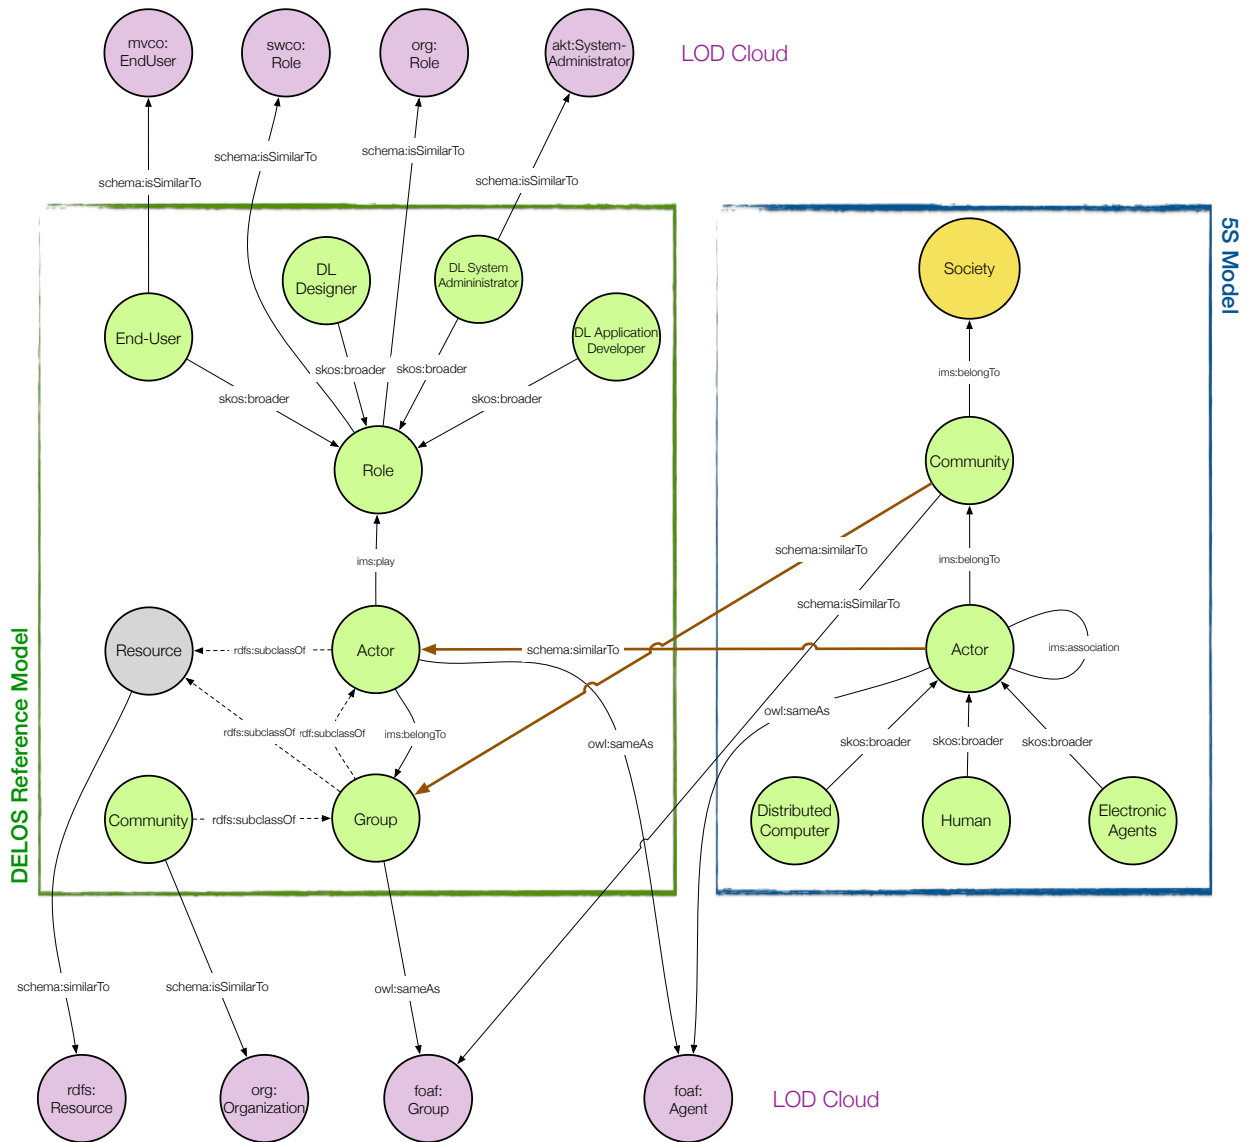 mvco:
EndUser
swco:
Role
org:
Role
akt:System-
Administrator
LOD Cloud
schema:isSimilarTo
schema:isSimilarTo
schema:isSimilarTo
schema:isSimilarTo
DELOS Reference Model
5S Model
End-User
DL
Designer
DL System
Admininistrator
DL Application
Developer
skos:broader
skos:broader
skos:broader
skos:broader
Role
ims:play
Resource
rdfs:subclassOf
Actor
schema:similarTo
rdfs:subclassOf
rdf:subclassOf
ims:belongTo
owl:sameAs
Community
rdfs:subclassOf
Group
Society
ims:belongTo
Community
schema:similarTo
ims:belongTo
schema:isSimilarTo
Actor
ims:association
owl:sameAs
skos:broader
skos:broader
skos:broader
Distributed
Computer
Human
Electronic
Agents
schema:similarTo
schema:isSimilarTo
owl:sameAs
rdfs:
Resource
org:
Organization
foaf:
Group
foaf:
Agent
LOD Cloud